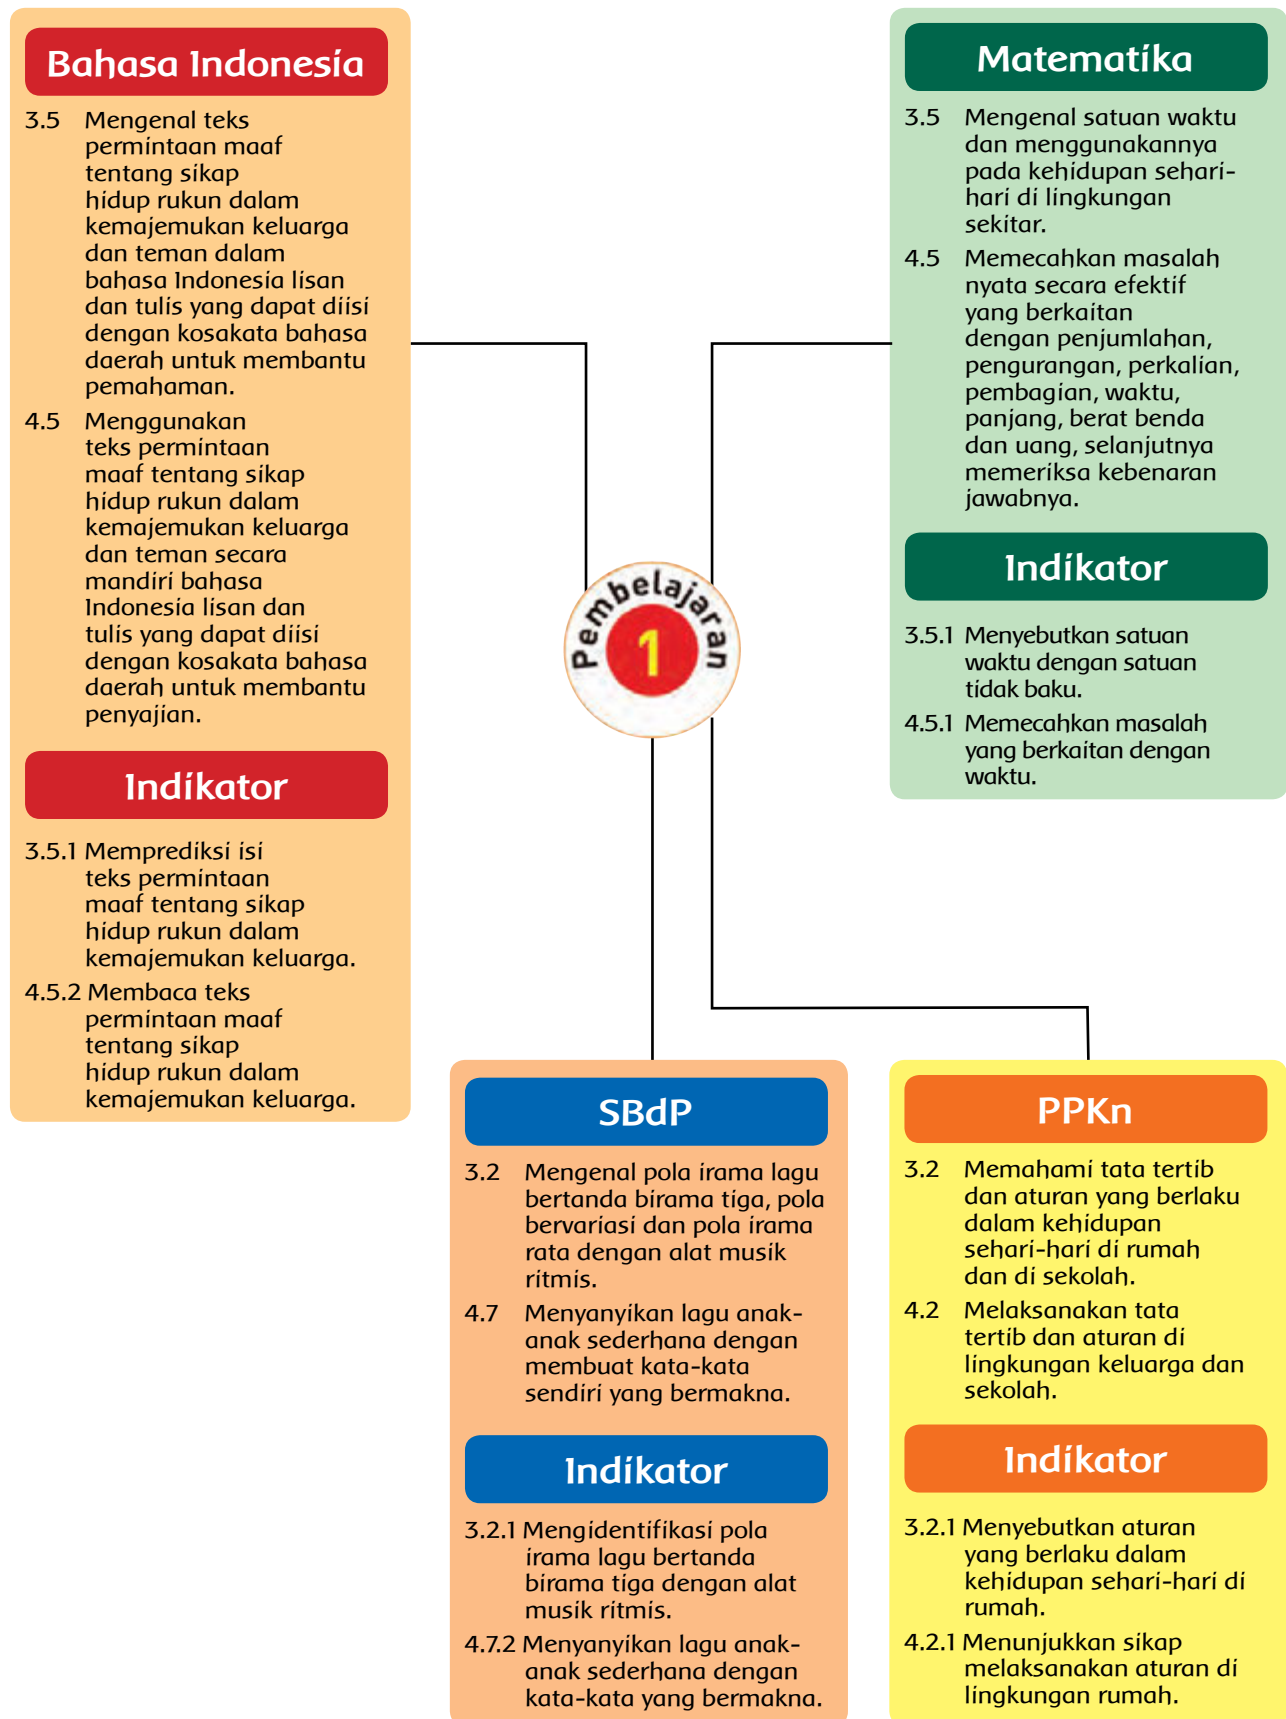 Bahasa Indonesia
3.5 Mengenal teks
permintaan maaf
tentang sikap
hidup rukun dalam
kemajemukan keluarga
dan teman dalam
bahasa Indonesia lisan
dan tulis yang dapat diisi
dengan kosakata bahasa
daerah untuk membantu
pemahaman.
4.5 Menggunakan
teks permintaan
maaf tentang sikap
hidup rukun dalam
kemajemukan keluarga
dan teman secara
mandiri bahasa
Indonesia lisan dan
tulis yang dapat diisi
dengan kosakata bahasa
daerah untuk membantu
penyajian.
Indikator
3.5.1 Memprediksi isi
teks permintaan
maaf tentang sikap
hidup rukun dalam
kemajemukan keluarga.
4.5.2 Membaca teks
permintaan maaf
tentang sikap
hidup rukun dalam
kemajemukan keluarga.
Matematika
3.5 Mengenal satuan waktu
dan menggunakannya
pada kehidupan sehari-
hari di lingkungan
sekitar.
4.5 Memecahkan masalah
nyata secara efektif
yang berkaitan
dengan penjumlahan,
pengurangan, perkalian,
pembagian, waktu,
panjang, berat benda
dan uang, selanjutnya
memeriksa kebenaran
jawabnya.
Indikator
3.5.1 Menyebutkan satuan
waktu dengan satuan
tidak baku.
4.5.1 Memecahkan masalah
yang berkaitan dengan
waktu.
Pembelajaran
1
SBdP
3.2 Mengenal pola irama lagu
bertanda birama tiga, pola
bervariasi dan pola irama
rata dengan alat musik
ritmis.
4.7 Menyanyikan lagu anak-
anak sederhana dengan
membuat kata-kata
sendiri yang bermakna.
Indikator
3.2.1 Mengidentifikasi pola
irama lagu bertanda
birama tiga dengan alat
musik ritmis.
4.7.2 Menyanyikan lagu anak-
anak sederhana dengan
kata-kata yang bermakna.
PPKn
3.2 Memahami tata tertib
dan aturan yang berlaku
dalam kehidupan
sehari-hari di rumah
dan di sekolah.
4.2 Melaksanakan tata
tertib dan aturan di
lingkungan keluarga dan
sekolah.
Indikator
3.2.1 Menyebutkan aturan
yang berlaku dalam
kehidupan sehari-hari di
rumah.
4.2.1 Menunjukkan sikap
melaksanakan aturan di
lingkungan rumah.